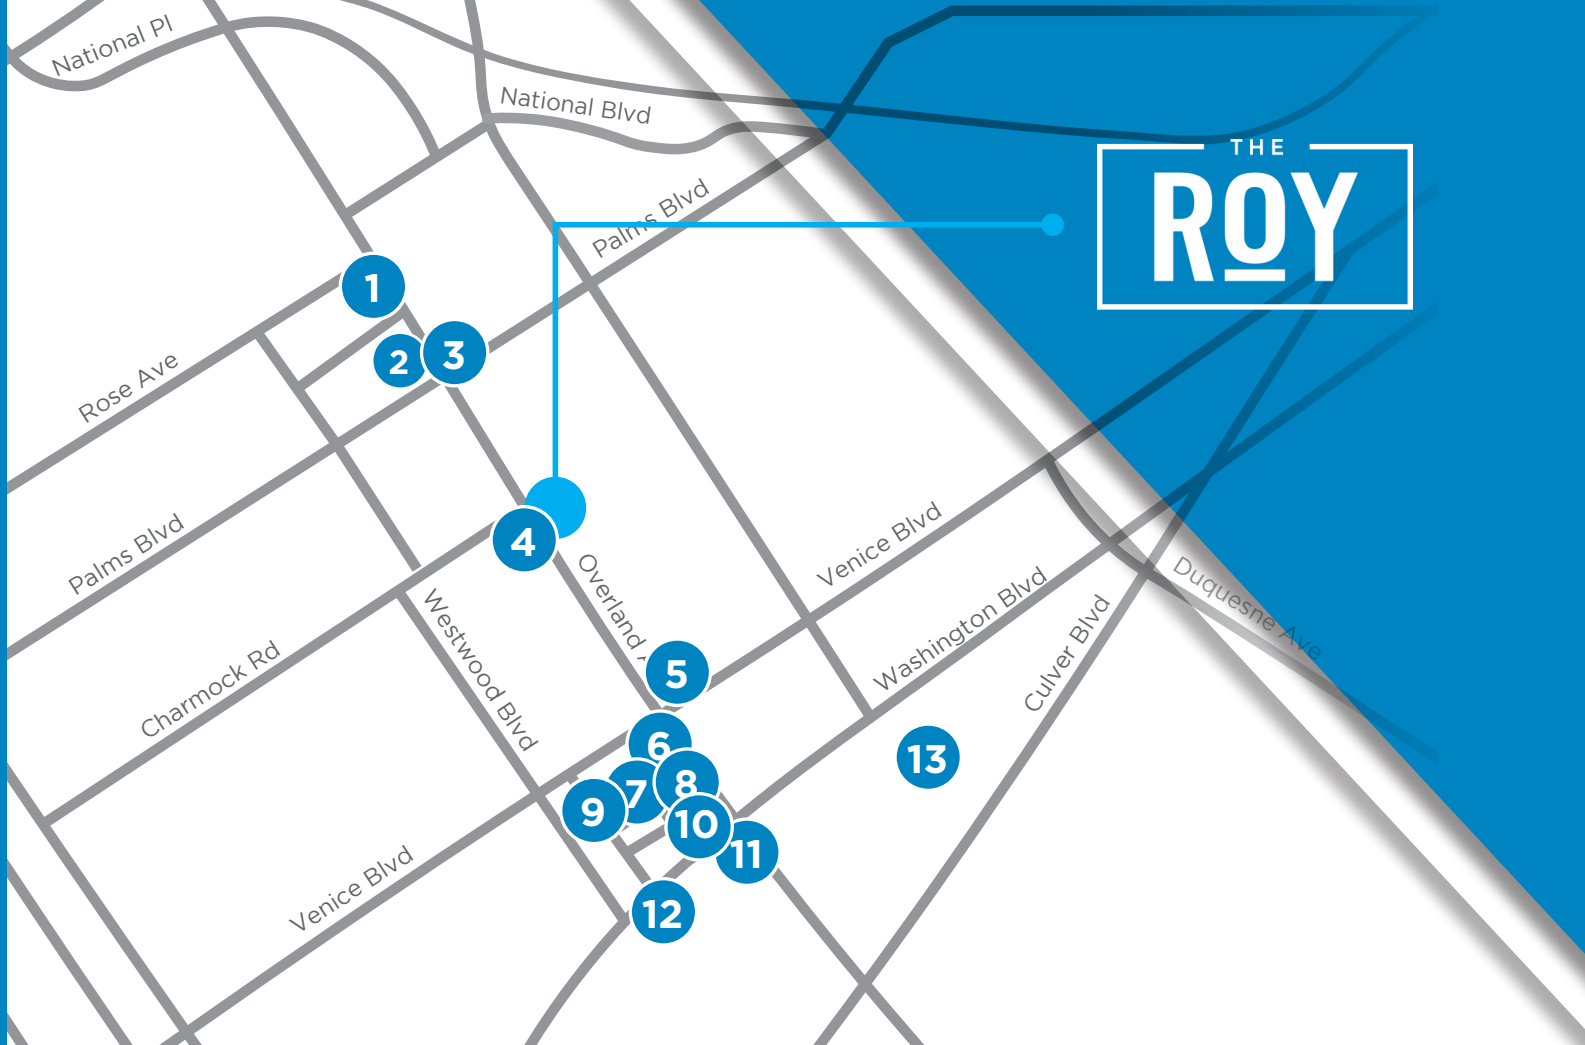 National Pl
National Blvd
THE
ROY
Palms Blvd
1
2
3
Rose Ave
4
Palms Blvd
Venice Blvd
Overland
Duquesne Ave
Washington Blvd
Culver Blvd
Westwood Blvd
Charmock Rd
5
6
7
8
9
10
11
12
13
Venice Blvd